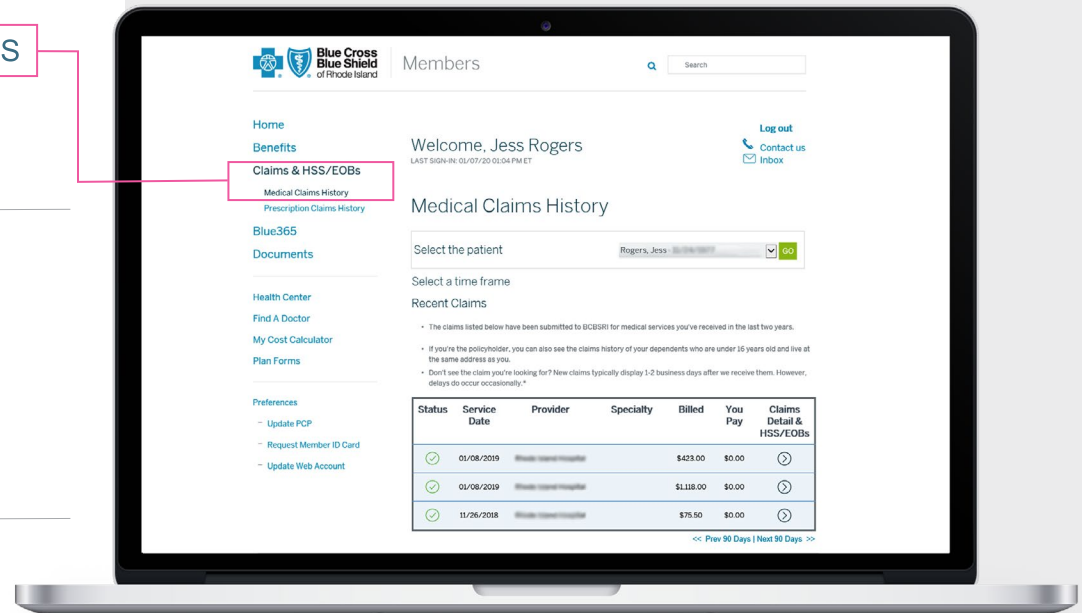 S
Blue Cross
Blue Shield
of Rhode Island
Members
Search
Home
Benefits
Claims & HSS/EOBs
Medical Claims History
Prescription Claims History
Blue365
Documents
Health Center
Find A Doctor
My Cost Calculator
Plan Forms
Preferences
– Update PCP
– Request Member ID Card
– Update Web Account
Log out
Contact us
Inbox
Welcome, Jess Rogers
LAST SIGN-IN: 01/07/20 01:04 PM ET
Medical Claims History
Select the patient
Rogers, Jess -
GO
Select a time frame
Recent Claims
• The claims listed below have been submitted to BCBSRI for medical services you've received in the last two years.
• If you're the policyholder, you can also see the claims history of your dependents who are under 16 years old and live at
the same address as you.
• Don't see the claim you're looking for? New claims typically display 1-2 business days after we receive them. However,
delays do occur occasionally.*
Status Service Date Provider Specialty Billed You Pay Claims Detail & HSS/EOBs
01/08/2019 $423.00 $0.00
01/08/2019 $1,118.00 $0.00
11/26/2018 $75.50 $0.00
<< Prev 90 Days | Next 90 Days >>